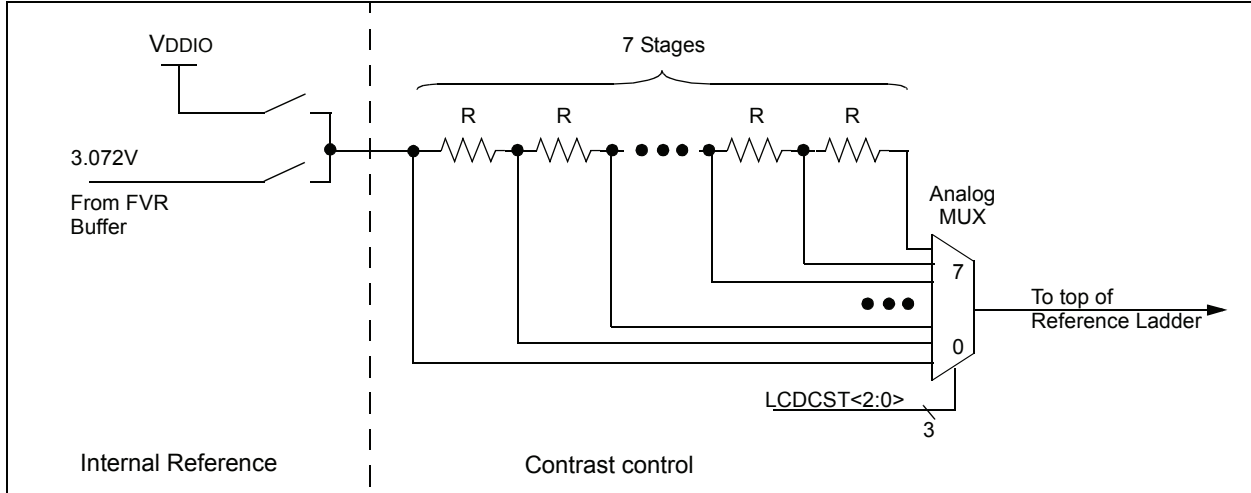 VDDIO
7 Stages
R
R
R
R
3.072V
From FVR
Buffer
Analog
MUX
7
0
To top of
Reference Ladder
LCDCST<2:0>
3
Internal Reference
Contrast control